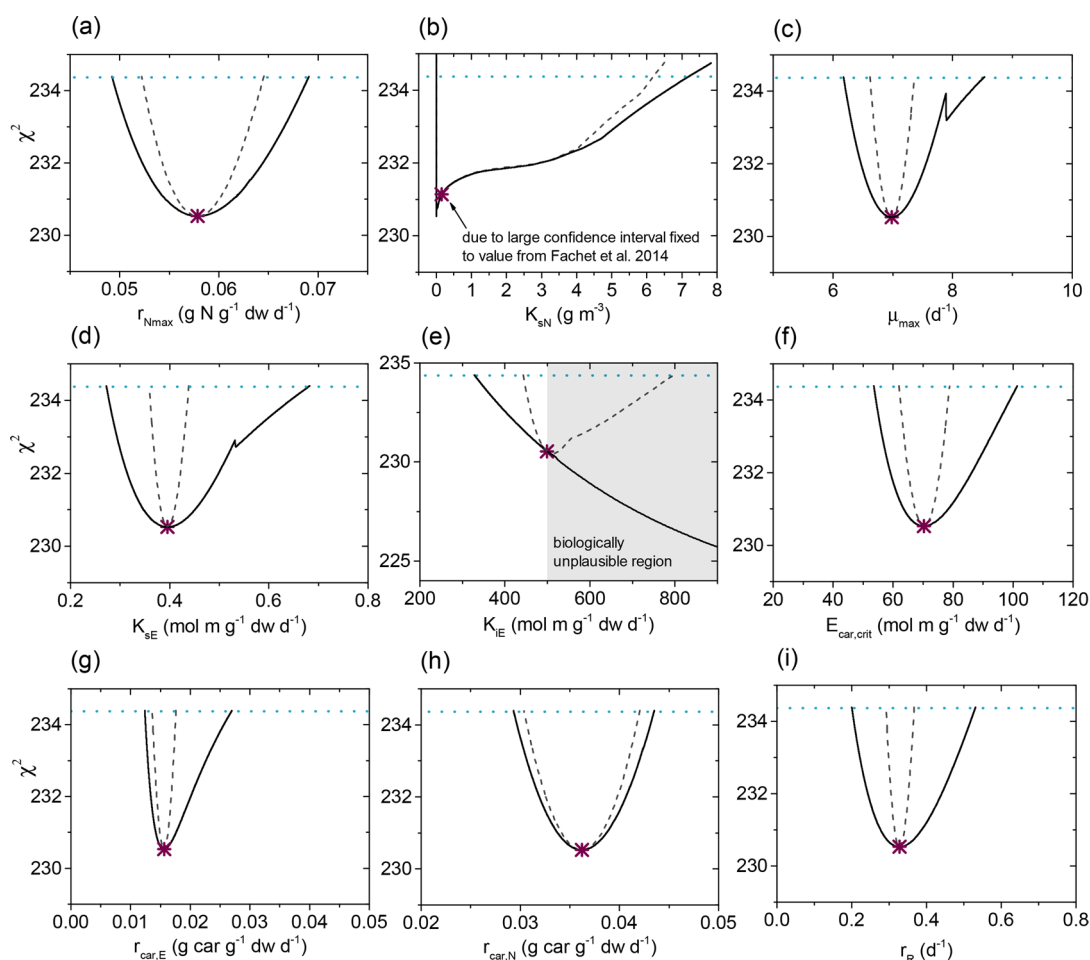 (a)
234
232
230
χ²
0.05 0.06 0.07
r_Nmax (g N g⁻¹ dw d⁻¹)
(b)
234
232
230
due to large confidence interval fixed
to value from Fachet et al. 2014
0 1 2 3 4 5 6 7 8
K_sN (g m⁻³)
(c)
234
232
230
6 8 10
μ_max (d⁻¹)
(d)
234
232
230
χ²
0.2 0.4 0.6 0.8
K_sE (mol m g⁻¹ dw d⁻¹)
(e)
235
230
225
biologically
unplausible region
200 400 600 800
K_iE (mol m g⁻¹ dw d⁻¹)
(f)
234
232
230
20 40 60 80 100 120
E_car,crit (mol m g⁻¹ dw d⁻¹)
(g)
234
232
230
χ²
0.00 0.01 0.02 0.03 0.04 0.05
r_car,E (g car g⁻¹ dw d⁻¹)
(h)
234
232
230
0.02 0.03 0.04 0.05
r_car,N (g car g⁻¹ dw d⁻¹)
(i)
234
232
230
0.0 0.2 0.4 0.6 0.8
r_R (d⁻¹)